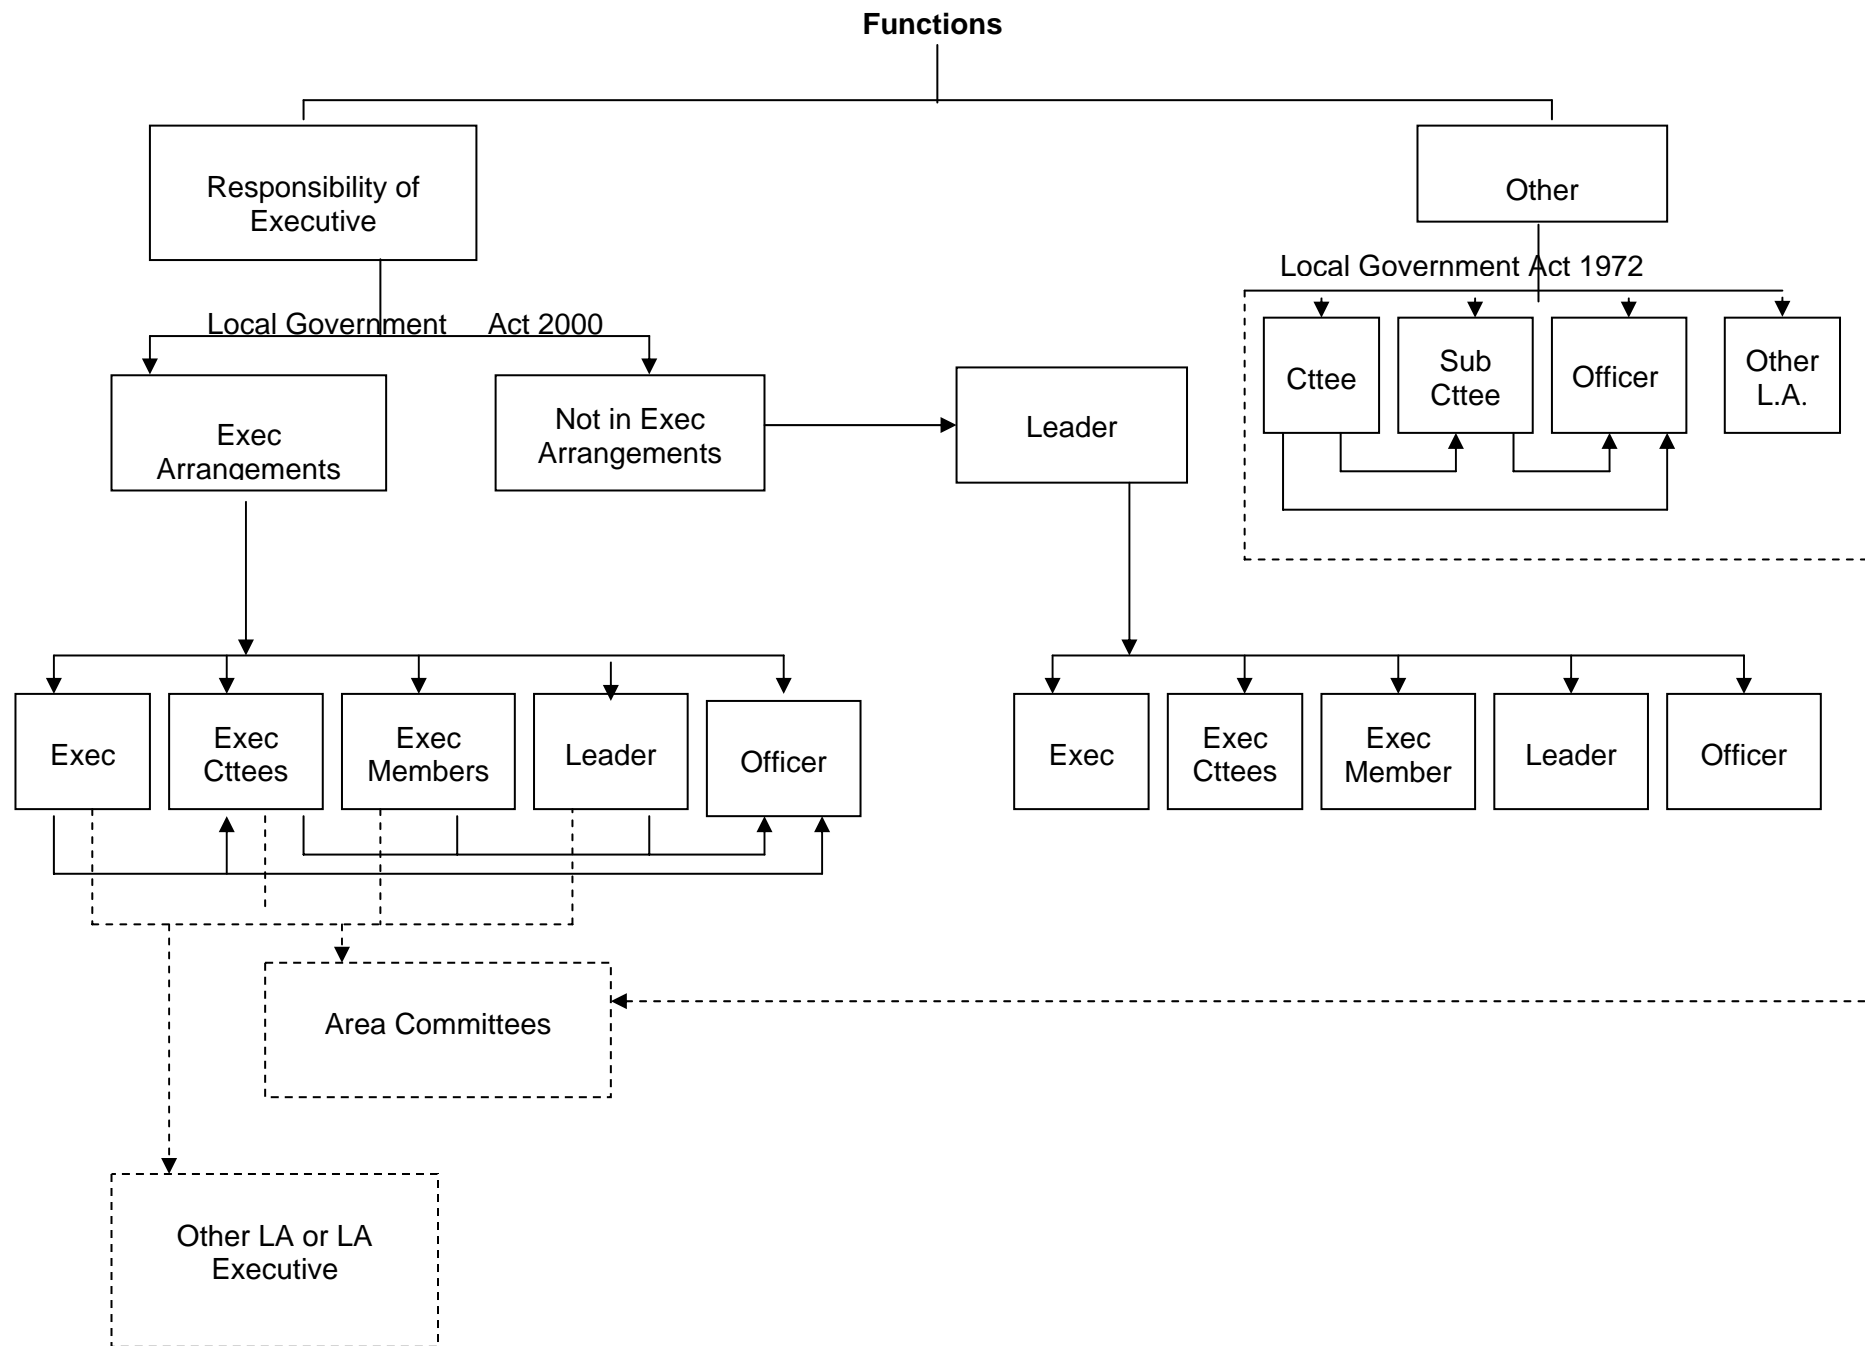 Functions
Responsibility of
Executive
Other
Local Government Act 1972
Local Government Act 2000
Cttee
Sub
Cttee
Officer
Other
L.A.
Exec
Arrangements
Not in Exec
Arrangements
Leader
Exec
Exec
Cttees
Exec
Members
Leader
Officer
Exec
Exec
Cttees
Exec
Member
Leader
Officer
Area Committees
Other LA or LA
Executive